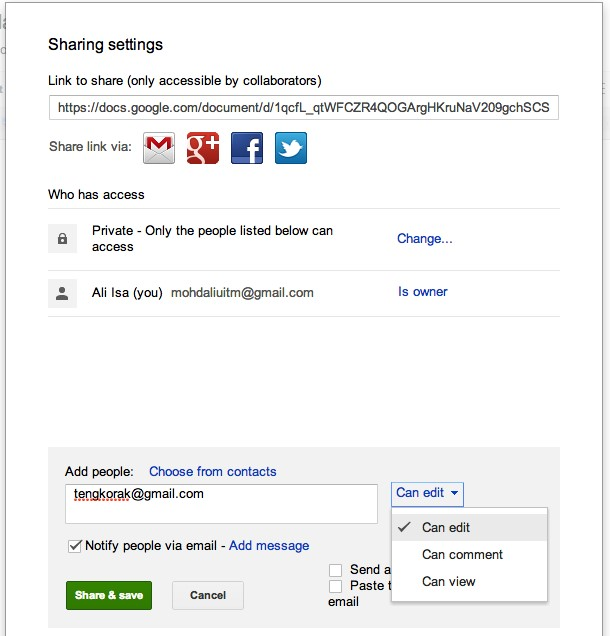 Sharing settings
Link to share (only accessible by collaborators)
https://docs.google.com/document/d/1qcfL_qtWFCZR4QOGArgHKruNaV209gchSCS
Share link via:
Who has access
Private - Only the people listed below can
access
Change...
Ali Isa (you) mohdaliuitm@gmail.com
Is owner
Add people: Choose from contacts
tengkorak@gmail.com
Can edit
Can edit
Can comment
Can view
Notify people via email - Add message
Send a
Paste t
email
Share & save
Cancel